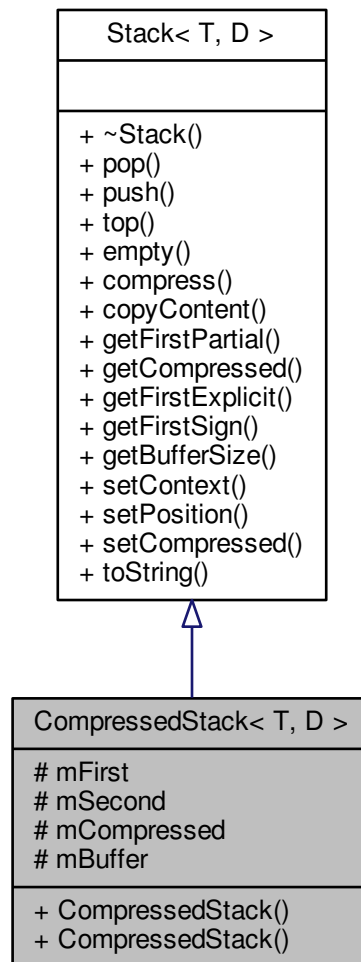 Stack< T, D >
+ ~Stack()
+ pop()
+ push()
+ top()
+ empty()
+ compress()
+ copyContent()
+ getFirstPartial()
+ getCompressed()
+ getFirstExplicit()
+ getFirstSign()
+ getBufferSize()
+ setContext()
+ setPosition()
+ setCompressed()
+ toString()
CompressedStack< T, D >
# mFirst
# mSecond
# mCompressed
# mBuffer
+ CompressedStack()
+ CompressedStack()